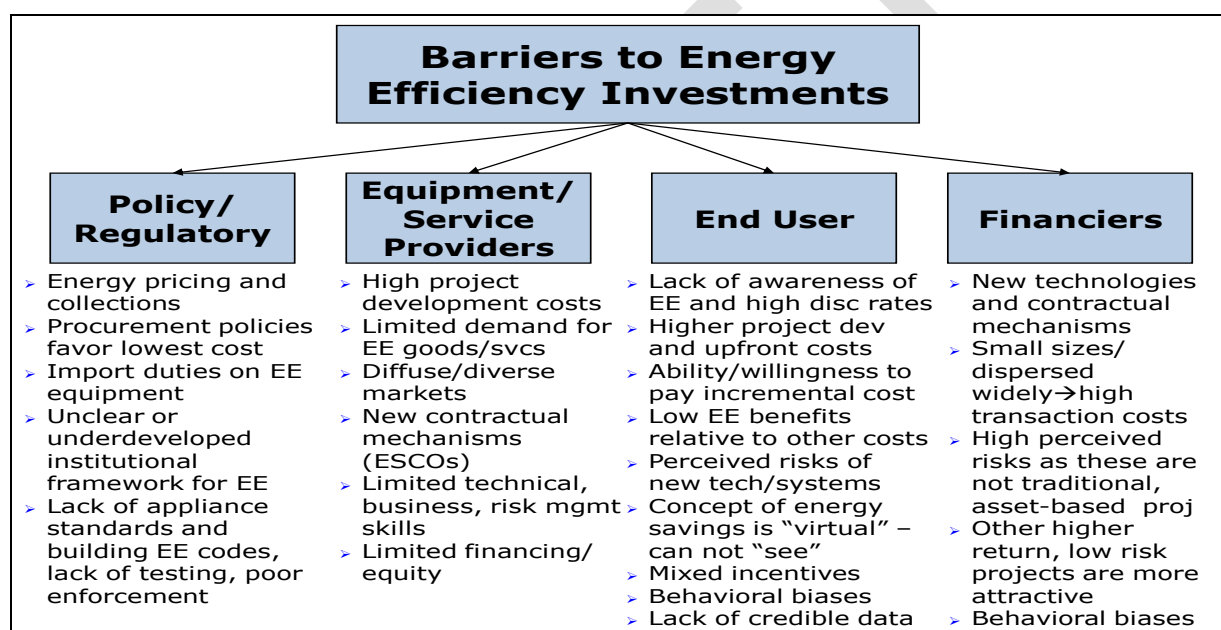 Barriers to Energy
Efficiency Investments
Policy/
Regulatory
➢ Energy pricing and
collections
➢ Procurement policies
favor lowest cost
➢ Import duties on EE
equipment
➢ Unclear or
underdeveloped
institutional
framework for EE
➢ Lack of appliance
standards and
building EE codes,
lack of testing, poor
enforcement
Equipment/
Service
Providers
➢ High project
development costs
➢ Limited demand for
EE goods/svcs
➢ Diffuse/diverse
markets
➢ New contractual
mechanisms
(ESCOs)
➢ Limited technical,
business, risk mgmt
skills
➢ Limited financing/
equity
End User
➢ Lack of awareness of
EE and high disc rates
➢ Higher project dev
and upfront costs
➢ Ability/willingness to
pay incremental cost
➢ Low EE benefits
relative to other costs
➢ Perceived risks of
new tech/systems
➢ Concept of energy
savings is “virtual” –
can not “see”
➢ Mixed incentives
➢ Behavioral biases
➢ Lack of credible data
Financiers
➢ New technologies
and contractual
mechanisms
➢ Small sizes/
dispersed
widely→high
transaction costs
➢ High perceived
risks as these are
not traditional,
asset-based proj
➢ Other higher
return, low risk
projects are more
attractive
➢ Behavioral biases